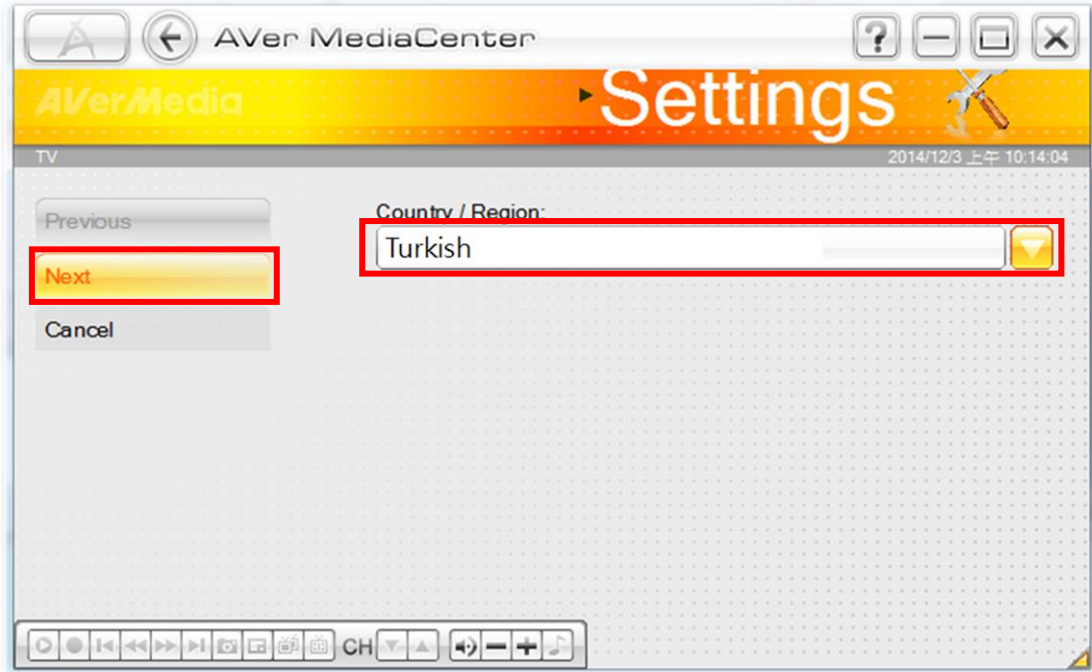 AVer MediaCenter
?
AVerMedia
Settings
TV
2014/12/3 上午 10:14:04
Previous
Next
Cancel
Country / Region:
Turkish
CH